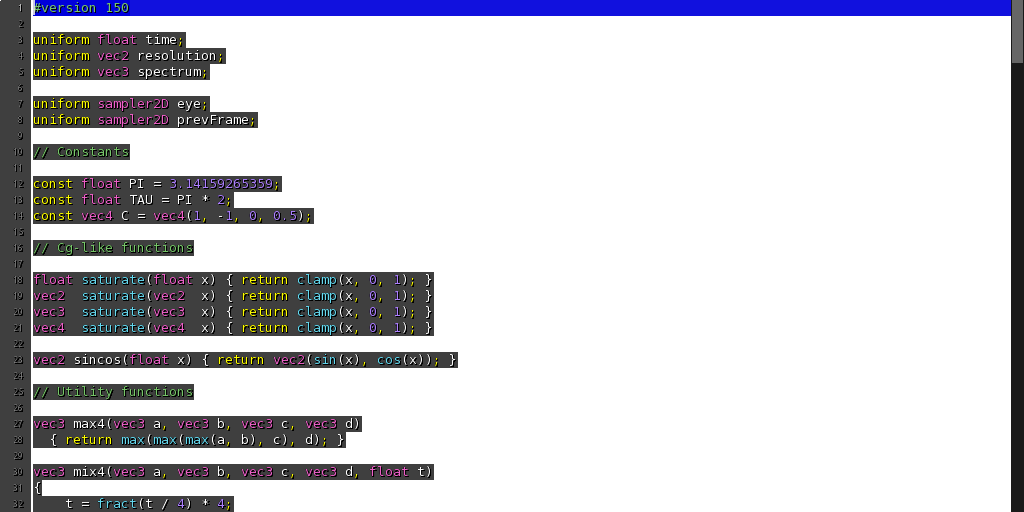 1 #version 150
2
3 uniform float time;
4 uniform vec2 resolution;
5 uniform vec3 spectrum;
6
7 uniform sampler2D eye;
8 uniform sampler2D prevFrame;
9
10 // Constants
11
12 const float PI = 3.14159265359;
13 const float TAU = PI * 2;
14 const vec4 C = vec4(1, -1, 0, 0.5);
15
16 // Cg-like functions
17
18 float saturate(float x) { return clamp(x, 0, 1); }
19 vec2  saturate(vec2  x) { return clamp(x, 0, 1); }
20 vec3  saturate(vec3  x) { return clamp(x, 0, 1); }
21 vec4  saturate(vec4  x) { return clamp(x, 0, 1); }
22
23 vec2 sincos(float x) { return vec2(sin(x), cos(x)); }
24
25 // Utility functions
26
27 vec3 max4(vec3 a, vec3 b, vec3 c, vec3 d)
28   { return max(max(max(a, b), c), d); }
29
30 vec3 mix4(vec3 a, vec3 b, vec3 c, vec3 d, float t)
31 {
32     t = fract(t / 4) * 4;